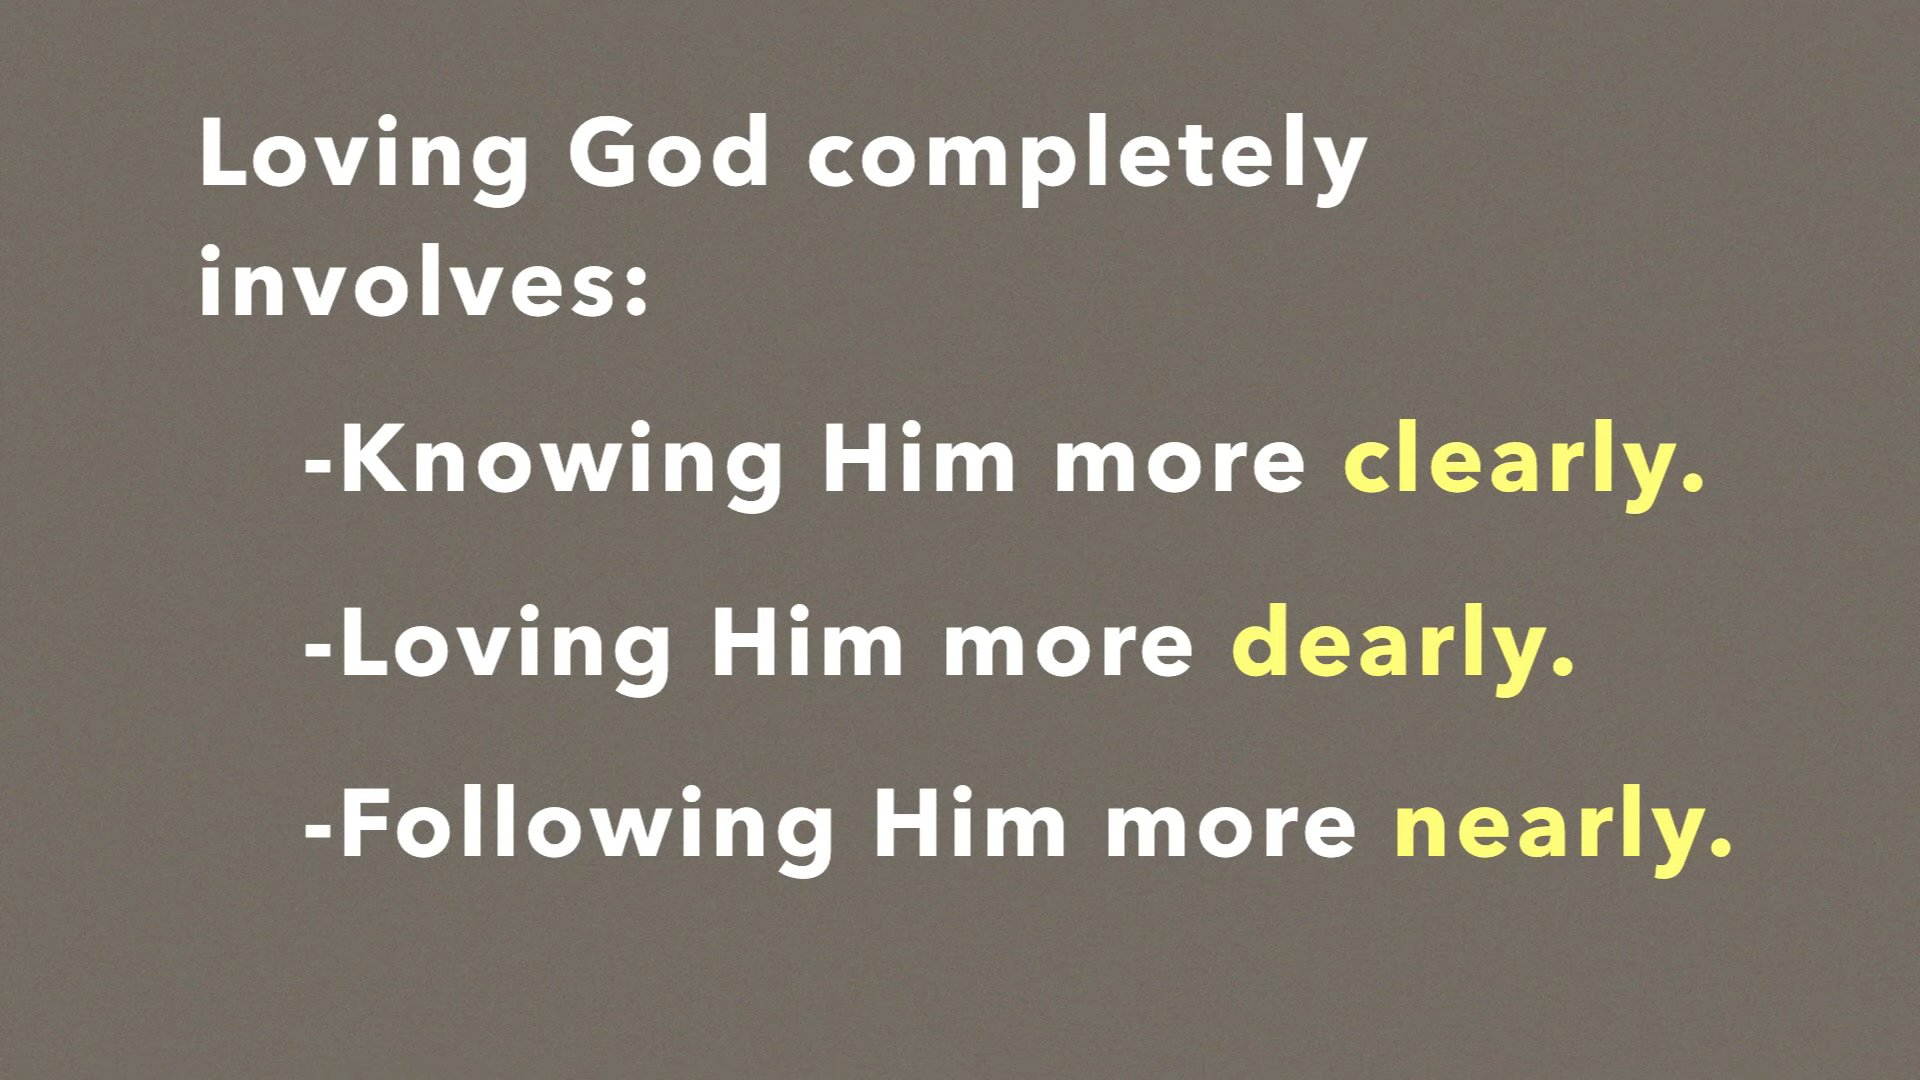 Loving God completely
involves:
-Knowing Him more clearly.
-Loving Him more dearly.
-Following Him more nearly.